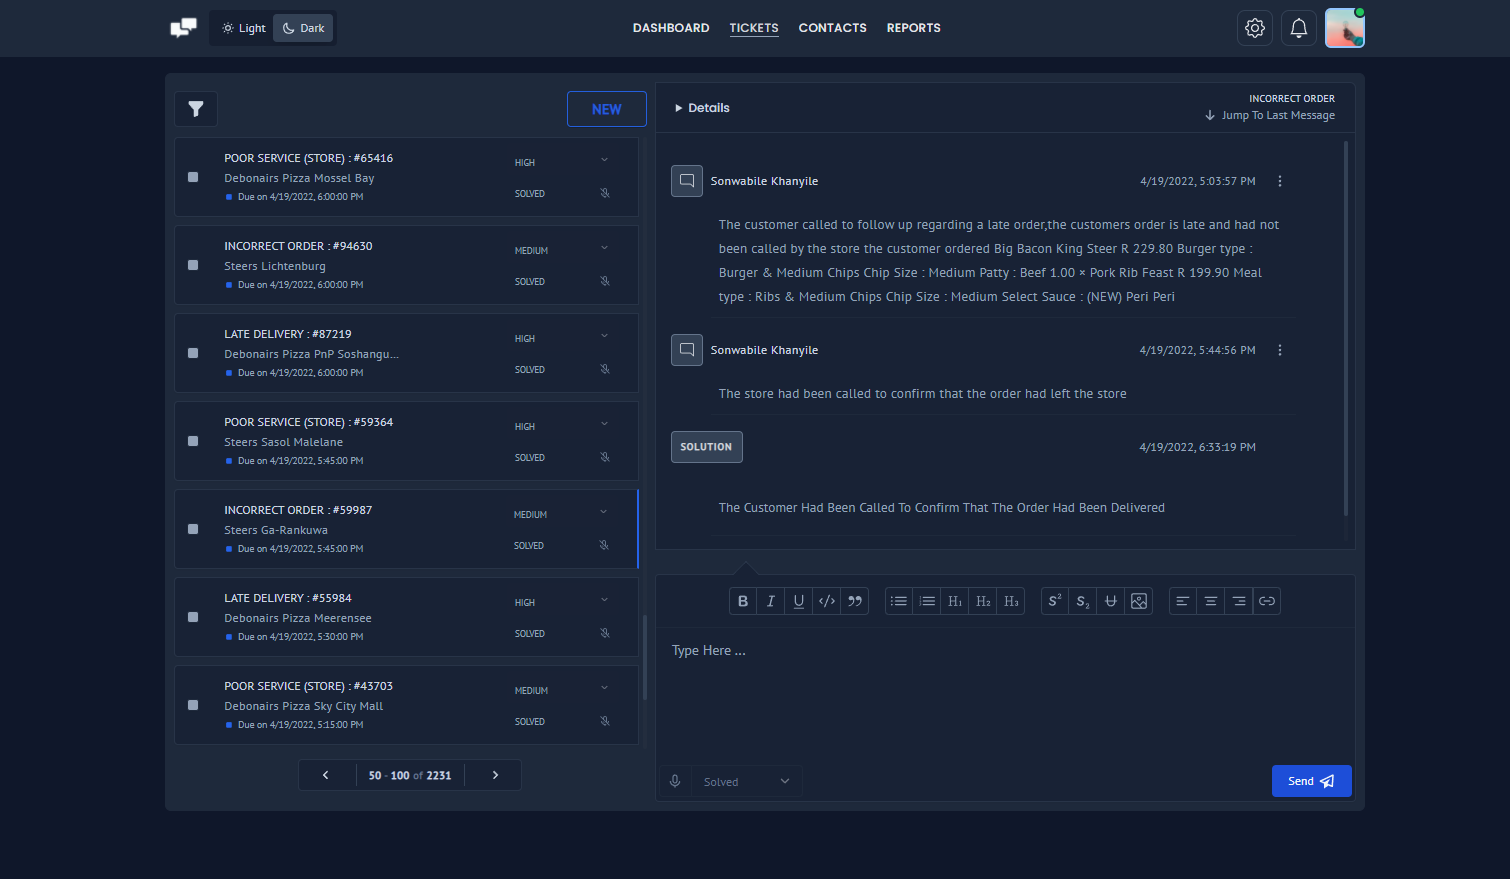 Light
Dark
DASHBOARD
TICKETS
CONTACTS
REPORTS
NEW
POOR SERVICE (STORE) : #65416
Debonairs Pizza Mossel Bay
Due on 4/19/2022, 6:00:00 PM
HIGH
SOLVED
INCORRECT ORDER : #94630
Steers Lichtenburg
Due on 4/19/2022, 6:00:00 PM
MEDIUM
SOLVED
LATE DELIVERY : #87219
Debonairs Pizza PnP Soshangu...
Due on 4/19/2022, 6:00:00 PM
HIGH
SOLVED
POOR SERVICE (STORE) : #59364
Steers Sasol Malelane
Due on 4/19/2022, 5:45:00 PM
HIGH
SOLVED
INCORRECT ORDER : #59987
Steers Ga-Rankuwa
Due on 4/19/2022, 5:45:00 PM
MEDIUM
SOLVED
LATE DELIVERY : #55984
Debonairs Pizza Meerensee
Due on 4/19/2022, 5:30:00 PM
HIGH
SOLVED
POOR SERVICE (STORE) : #43703
Debonairs Pizza Sky City Mall
Due on 4/19/2022, 5:15:00 PM
MEDIUM
SOLVED
50 - 100 of 2231
Details
INCORRECT ORDER
Jump To Last Message
Sonwabile Khanyile
4/19/2022, 5:03:57 PM
The customer called to follow up regarding a late order,the customers order is late and had not
been called by the store the customer ordered Big Bacon King Steer R 229.80 Burger type :
Burger & Medium Chips Chip Size : Medium Patty : Beef 1.00 × Pork Rib Feast R 199.90 Meal
type : Ribs & Medium Chips Chip Size : Medium Select Sauce : (NEW) Peri Peri
Sonwabile Khanyile
4/19/2022, 5:44:56 PM
The store had been called to confirm that the order had left the store
SOLUTION
4/19/2022, 6:33:19 PM
The Customer Had Been Called To Confirm That The Order Had Been Delivered
B I U </> H1 H2 H3 S2 S2 U
Type Here ...
Solved
Send